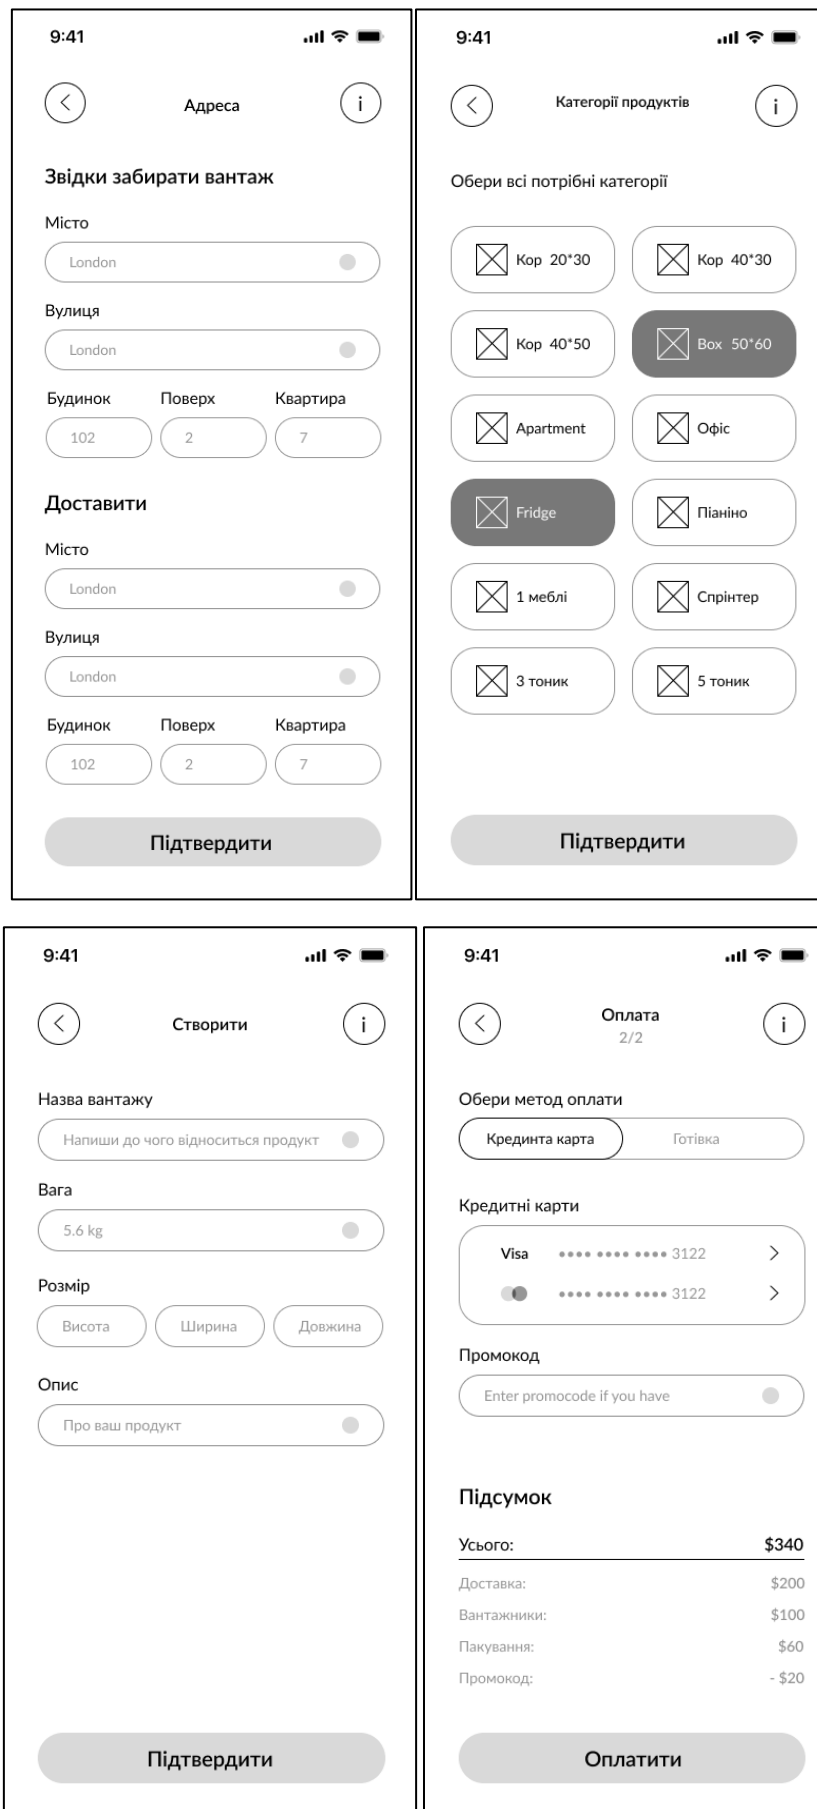 9:41
Адреса
i
Звідки забирати вантаж
Місто
London
Вулиця
London
Будинок Поверх Квартира
102 2 7
Доставити
Місто
London
Вулиця
London
Будинок Поверх Квартира
102 2 7
Підтвердити
9:41
Категорії продуктів
i
Обери всі потрібні категорії
Кор 20*30 Кор 40*30
Кор 40*50 Box 50*60
Apartment Офіс
Fridge Піаніно
1 меблі Спрінтер
3 тоник 5 тоник
Підтвердити
9:41
Створити
i
Назва вантажу
Напиши до чого відноситься продукт
Вага
5.6 kg
Розмір
Висота Ширина Довжина
Опис
Про ваш продукт
Підтвердити
9:41
Оплата
2/2
i
Обери метод оплати
Крединта карта Готівка
Кредитні карти
Visa •••• •••• •••• 3122
•••• •••• •••• 3122
Промокод
Enter promocode if you have
Підсумок
Усього: $340
Доставка: $200
Вантажники: $100
Пакування: $60
Промокод: - $20
Оплатити